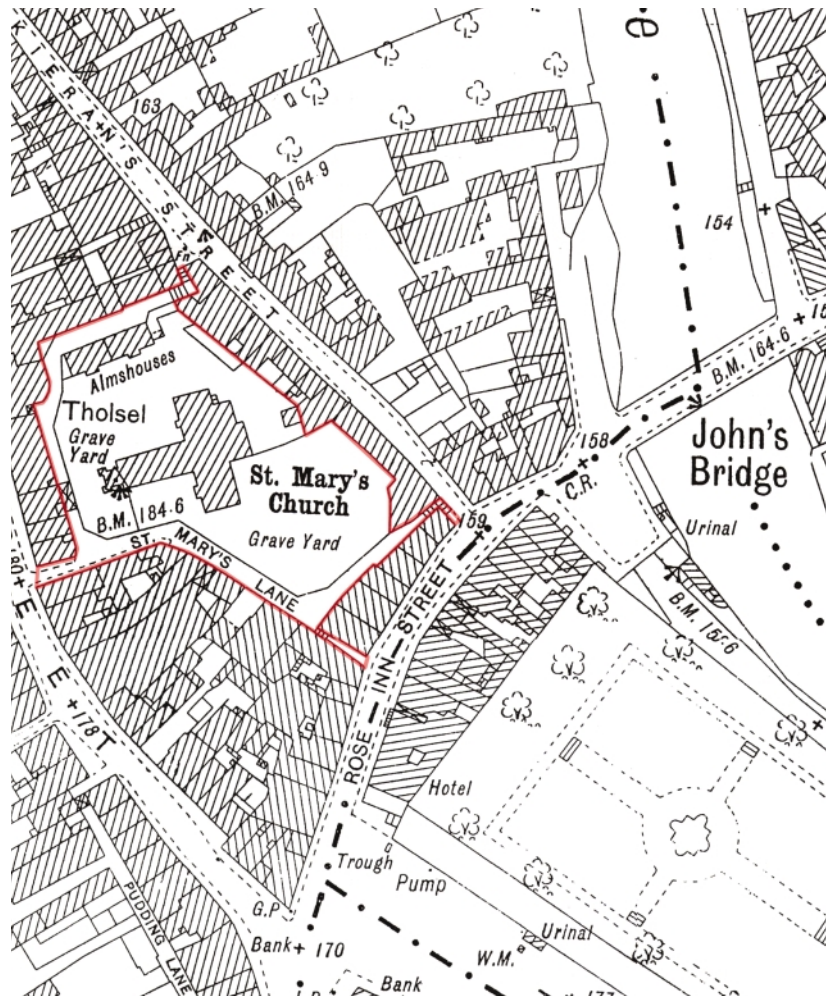 KIERAN'S STREET
163
B.M. 164·9
e
154
Fn
Almshouses
Tholsel
Grave
Yard
B.M. 184·6
St. Mary's
Church
Grave Yard
ST. MARY'S LANE
159
158
C.R.
B.M. 164·6
John's
Bridge
Urinal
ROSE INN STREET
EET
178
PUDDING LANE
Hotel
Trough
Pump
G.P
Bank
170
Urinal
W.M.
Bank